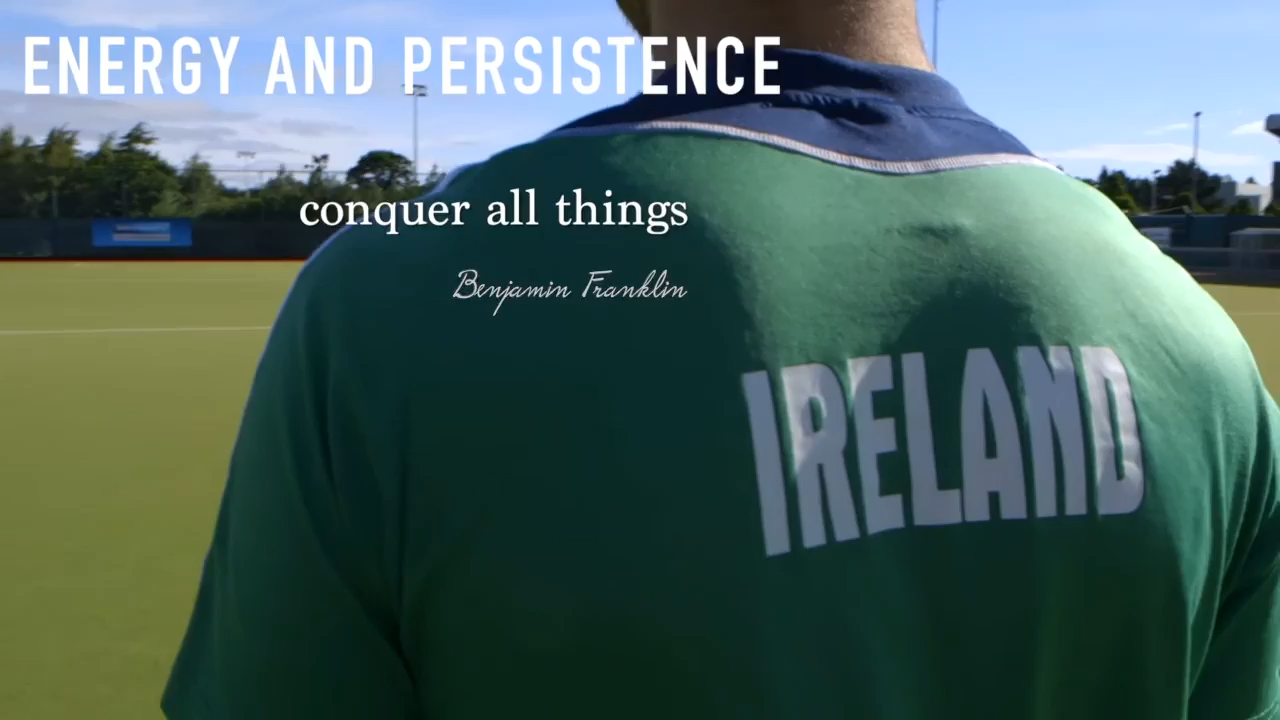 ENERGY AND PERSISTENCE
conquer all things
Benjamin Franklin
IRELAND